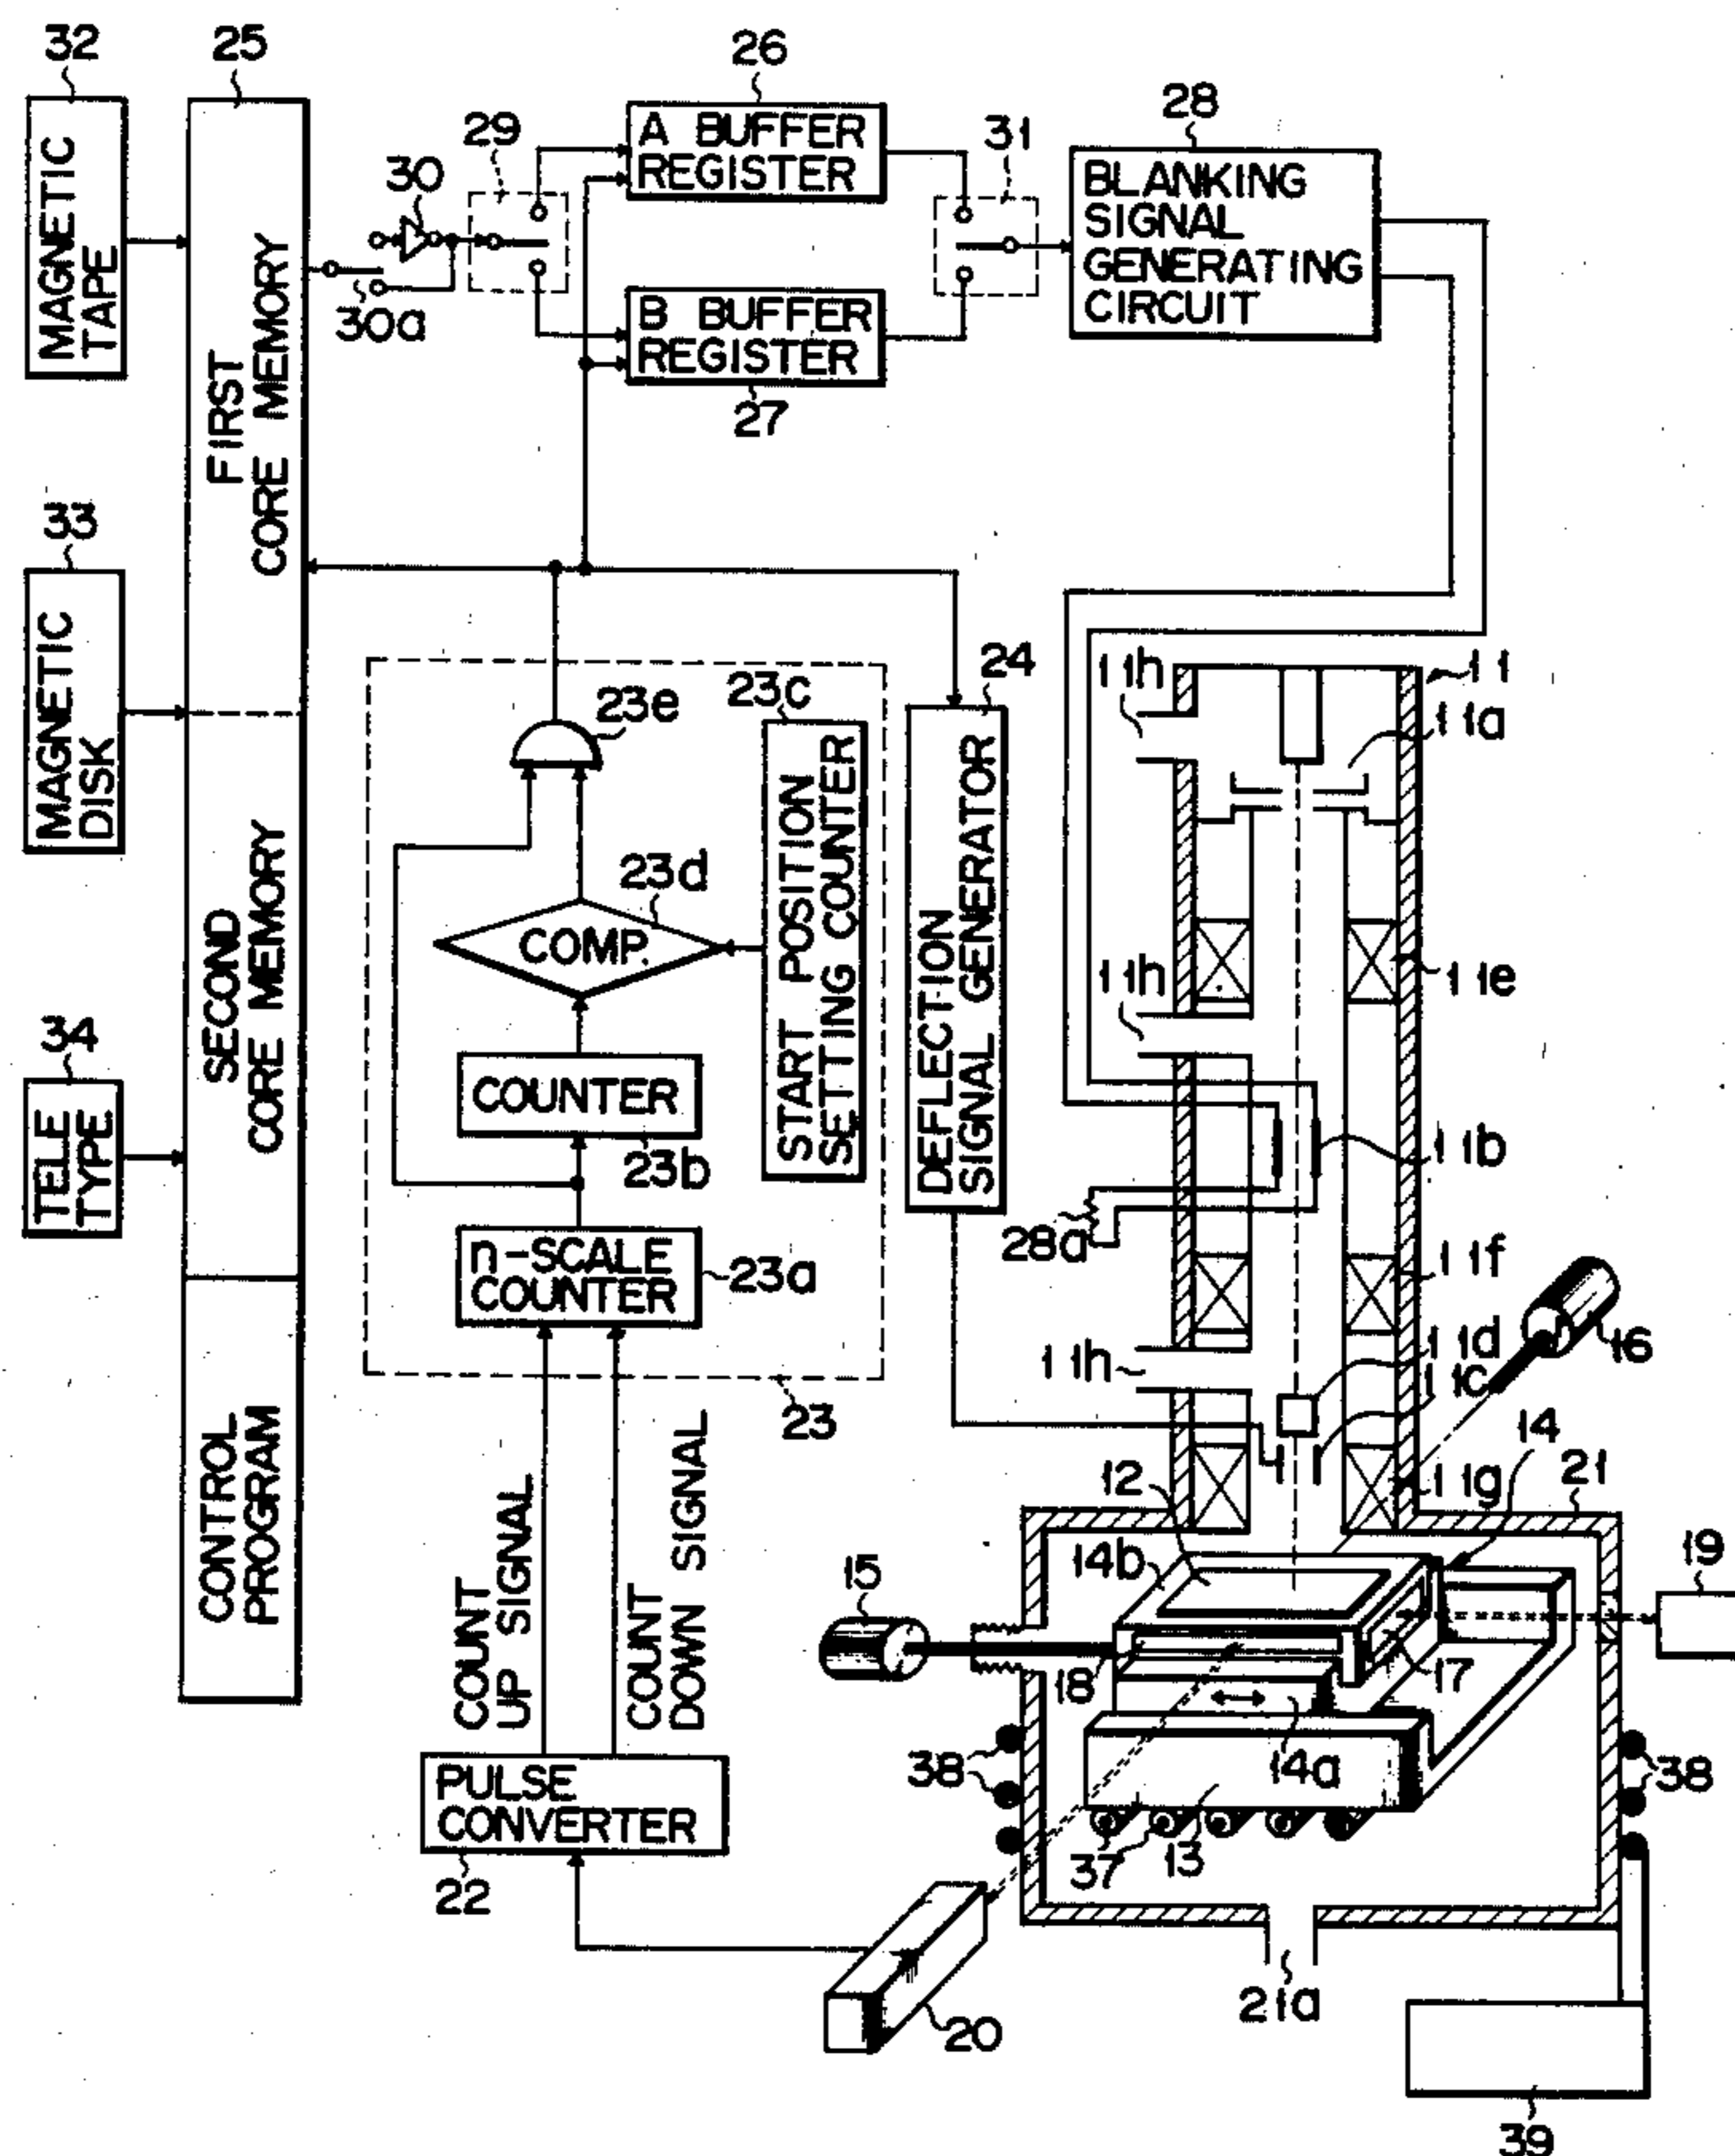 32
25
26
28
29
31
30
30a
A BUFFER
REGISTER
B BUFFER
REGISTER
27
BLANKING
SIGNAL
GENERATING
CIRCUIT
MAGNETIC
TAPE
FIRST
CORE MEMORY
33
MAGNETIC
DISK
SECOND
CORE MEMORY
34
TELE
TYPE
CONTROL
PROGRAM
23e
23c
START POSITION
SETTING COUNTER
23d
COMP.
COUNTER
23b
n-SCALE
COUNTER
23a
23
24
DEFLECTION
SIGNAL GENERATOR
COUNT
UP SIGNAL
COUNT
DOWN SIGNAL
PULSE
CONVERTER
22
11h
11
11a
11h
11e
11b
28a
11f
11h
11d
11c
16
12
11g
14
21
14b
15
19
18
17
14a
38
38
37
13
20
21a
39